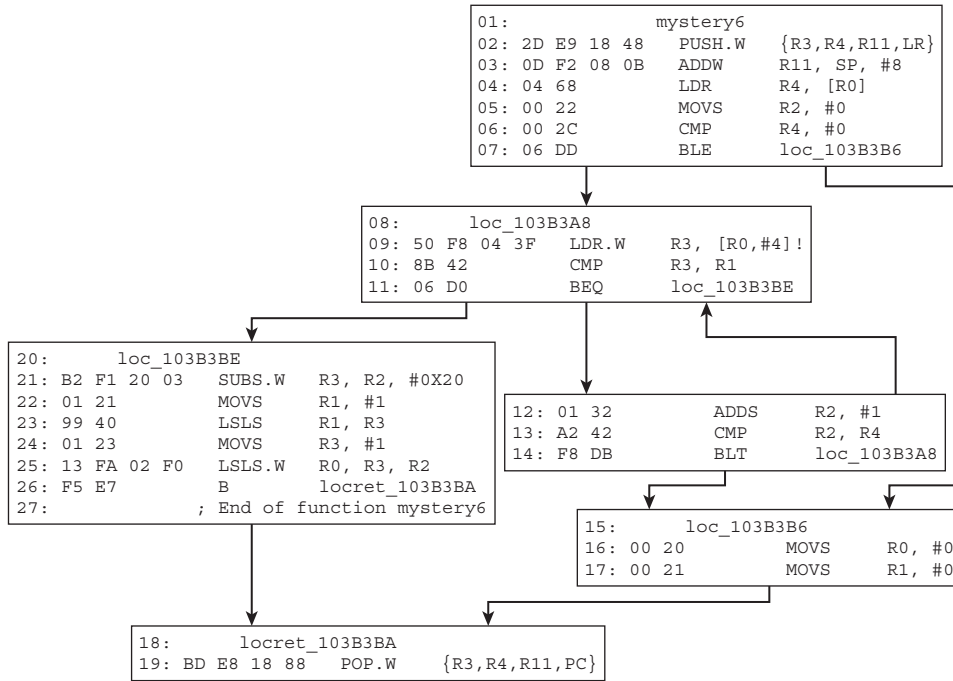 01: mystery6
02: 2D E9 18 48 PUSH.W {R3,R4,R11,LR}
03: 0D F2 08 0B ADDW R11, SP, #8
04: 04 68 LDR R4, [R0]
05: 00 22 MOVS R2, #0
06: 00 2C CMP R4, #0
07: 06 DD BLE loc_103B3B6
08: loc_103B3A8
09: 50 F8 04 3F LDR.W R3, [R0,#4]!
10: 8B 42 CMP R3, R1
11: 06 D0 BEQ loc_103B3BE
20: loc_103B3BE
21: B2 F1 20 03 SUBS.W R3, R2, #0X20
22: 01 21 MOVS R1, #1
23: 99 40 LSLS R1, R3
24: 01 23 MOVS R3, #1
25: 13 FA 02 F0 LSLS.W R0, R3, R2
26: F5 E7 B locret_103B3BA
27: ; End of function mystery6
12: 01 32 ADDS R2, #1
13: A2 42 CMP R2, R4
14: F8 DB BLT loc_103B3A8
15: loc_103B3B6
16: 00 20 MOVS R0, #0
17: 00 21 MOVS R1, #0
18: locret_103B3BA
19: BD E8 18 88 POP.W {R3,R4,R11,PC}